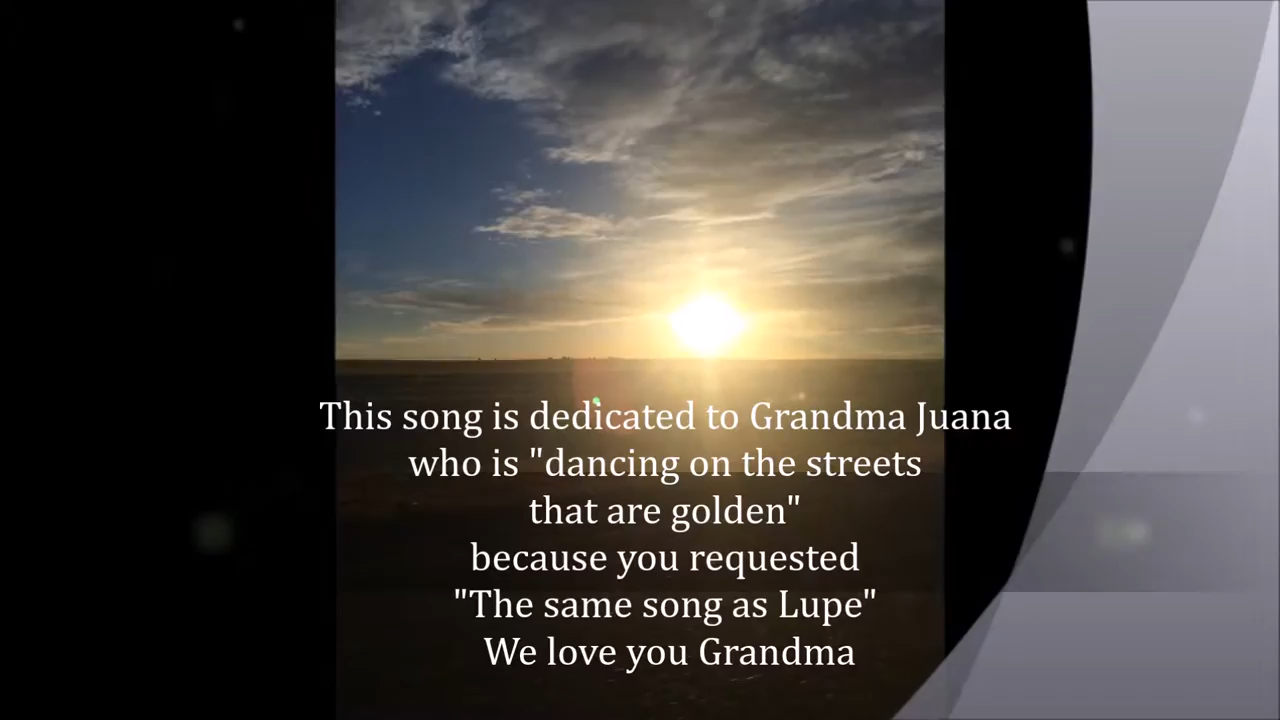 This song is dedicated to Grandma Juana
who is "dancing on the streets
that are golden"
because you requested
"The same song as Lupe"
We love you Grandma